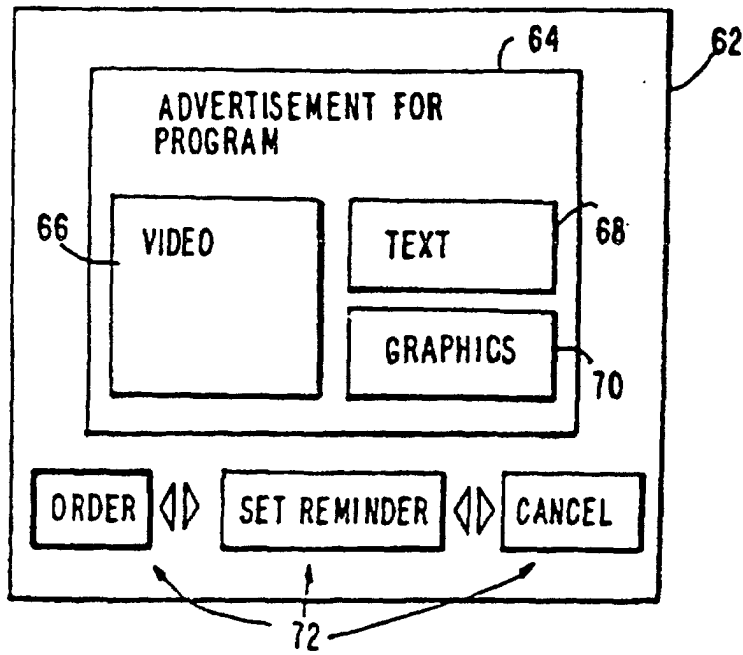 64
62
ADVERTISEMENT FOR
PROGRAM
66
VIDEO
TEXT
68
GRAPHICS
70
ORDER
SET REMINDER
CANCEL
72